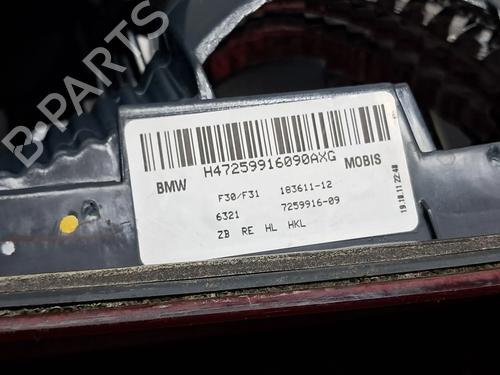 B-PARTS
H47259916090AXG
BMW
MOBIS
F30/F31 183611-12
6321 7259916-09
ZB RE HL HKL
19.10.11 22:48